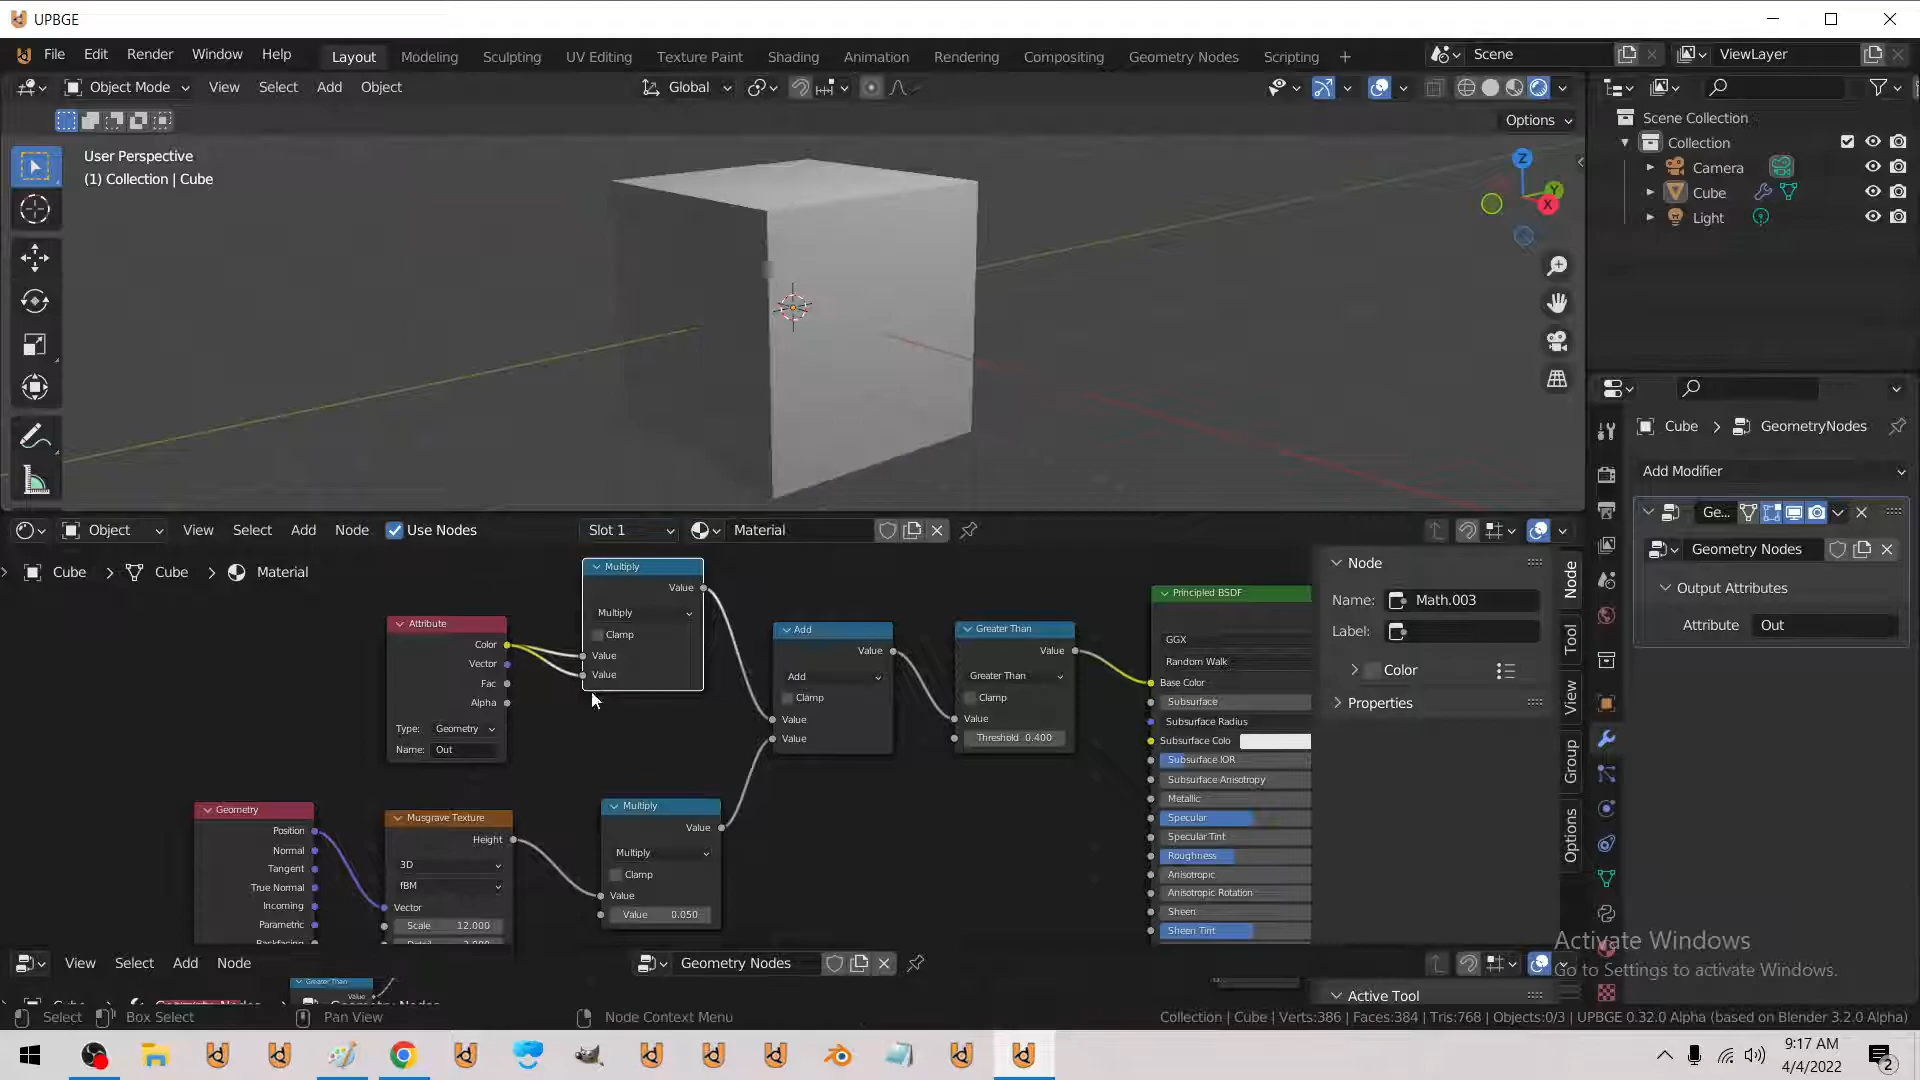 UPBGE
File Edit Render Window Help Layout Modeling Sculpting UV Editing Texture Paint Shading Animation Rendering Compositing Geometry Nodes Scripting + Scene ViewLayer
Object Mode View Select Add Object Global
Options
User Perspective
(1) Collection | Cube
Z
Y
X
Scene Collection
Collection
Camera
Cube
Light
Cube > GeometryNodes
Add Modifier
Ge...
Geometry Nodes
Output Attributes
Attribute Out
Object View Select Add Node Use Nodes Slot 1 Material
Cube > Cube > Material
Attribute
Color
Vector
Fac
Alpha
Type: Geometry
Name: Out
Multiply
Value
Multiply
Clamp
Value
Value
Add
Value
Add
Clamp
Value
Value
Greater Than
Value
Greater Than
Clamp
Value
Threshold 0.400
Geometry
Position
Normal
Tangent
True Normal
Incoming
Parametric
Backfacing
Musgrave Texture
Height
3D
fBM
Vector
Scale 12.000
Multiply
Value
Multiply
Clamp
Value
Value 0.050
Principled BSDF
GGX
Random Walk
Base Color
Subsurface
Subsurface Radius
Subsurface Colo
Subsurface IOR
Subsurface Anisotropy
Metallic
Specular
Specular Tint
Roughness
Anisotropic
Anisotropic Rotation
Sheen
Sheen Tint
Node
Name: Math.003
Label:
Color
Properties
Node
Tool
View
Group
Options
View Select Add Node Geometry Nodes
Greater Than
Value
Active Tool
Activate Windows
Go to Settings to activate Windows.
Select Box Select Pan View Node Context Menu Collection | Cube | Verts:386 | Faces:384 | Tris:768 | Objects:0/3 | UPBGE 0.32.0 Alpha (based on Blender 3.2.0 Alpha)
9:17 AM
4/4/2022
2